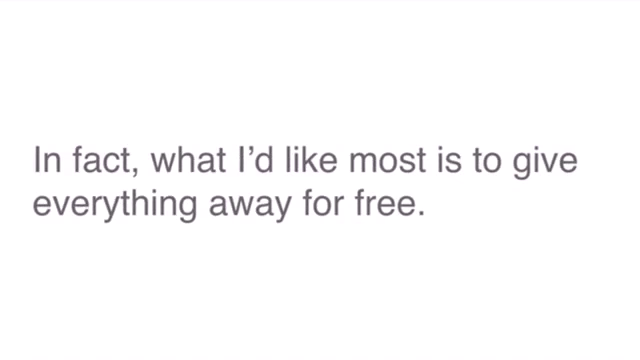 In fact, what I’d like most is to give
everything away for free.